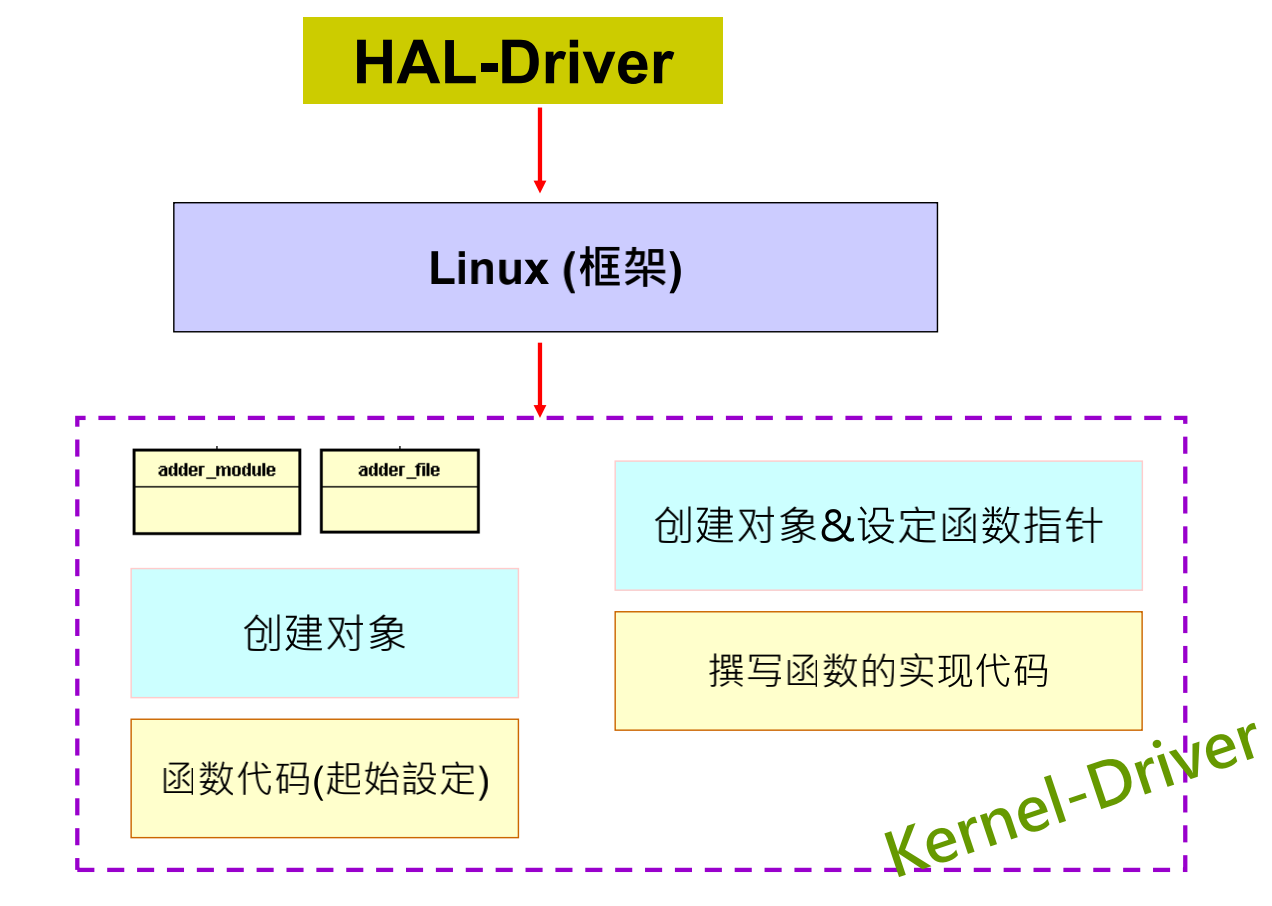 HAL-Driver
Linux (框架)
adder_module
adder_file
创建对象
函数代码(起始設定)
创建对象&设定函数指针
撰写函数的实现代码
Kernel-Driver